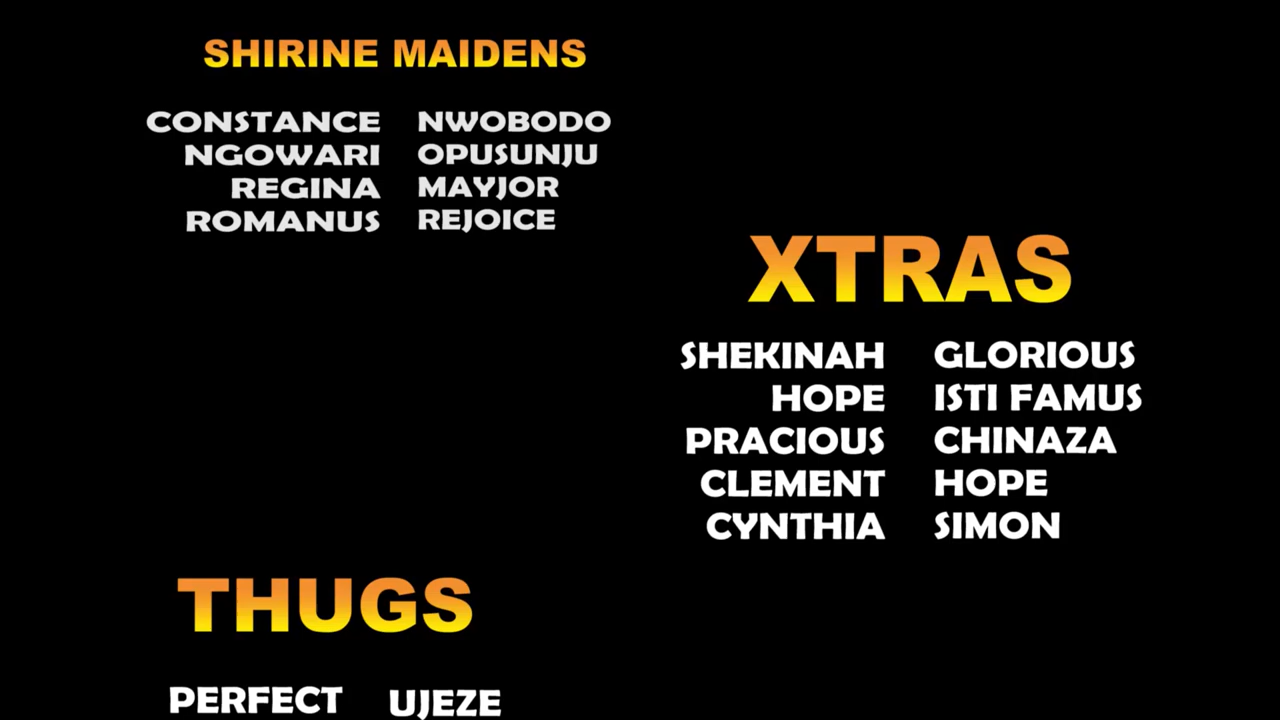 SHIRINE MAIDENS
CONSTANCE NWOBODO
NGOWARI OPUSUNJU
REGINA MAYJOR
ROMANUS REJOICE
XTRAS
SHEKINAH GLORIOUS
HOPE ISTI FAMUS
PRACIOUS CHINAZA
CLEMENT HOPE
CYNTHIA SIMON
THUGS
PERFECT UJEZE